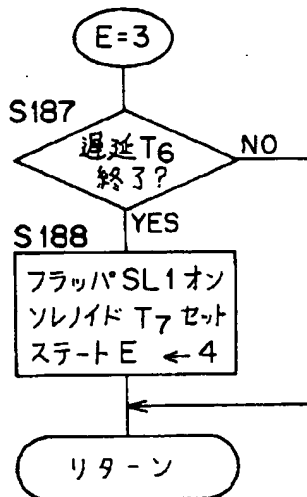 E=3
S187
遅延T6
終了?
NO
YES
S188
フラッパSL1オン
ソレノイドT7セット
ステートE ←4
リターン